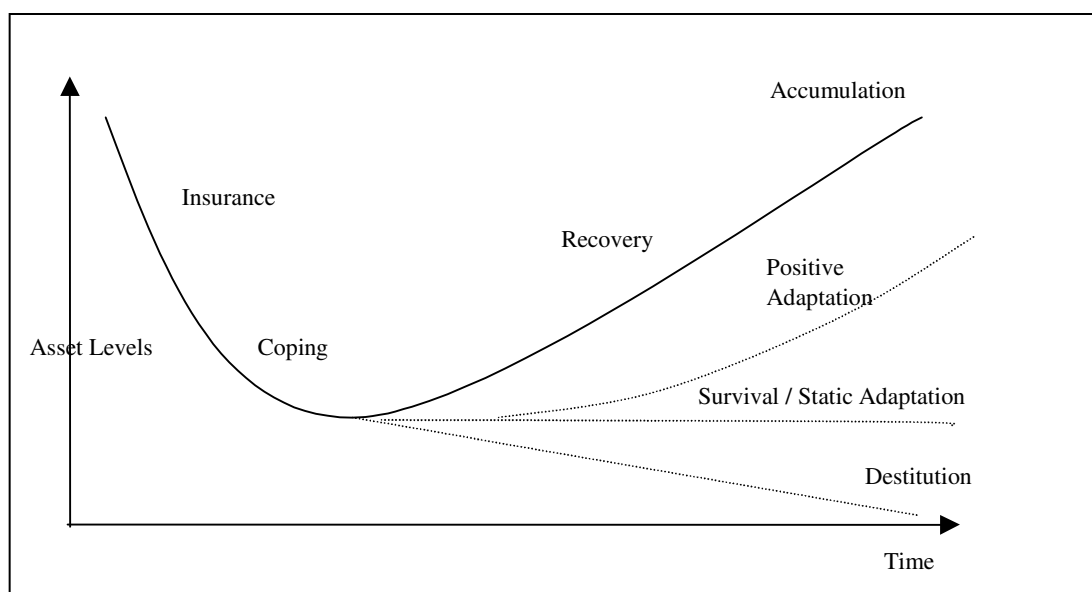 Accumulation
Insurance
Recovery
Positive
Adaptation
Asset Levels
Coping
Survival / Static Adaptation
Destitution
Time